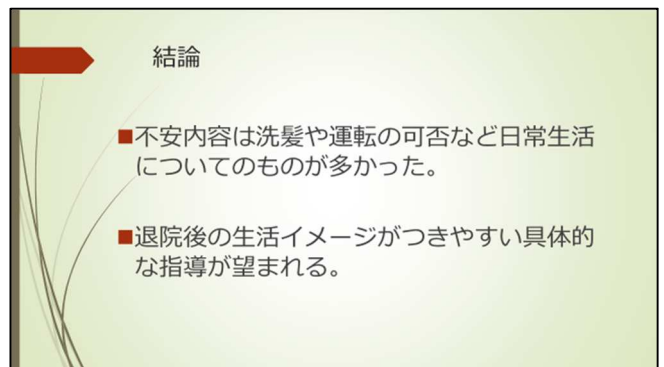 結論
■不安内容は洗髪や運転の可否など日常生活
についてのものが多かった。
■退院後の生活イメージがつきやすい具体的
な指導が望まれる。